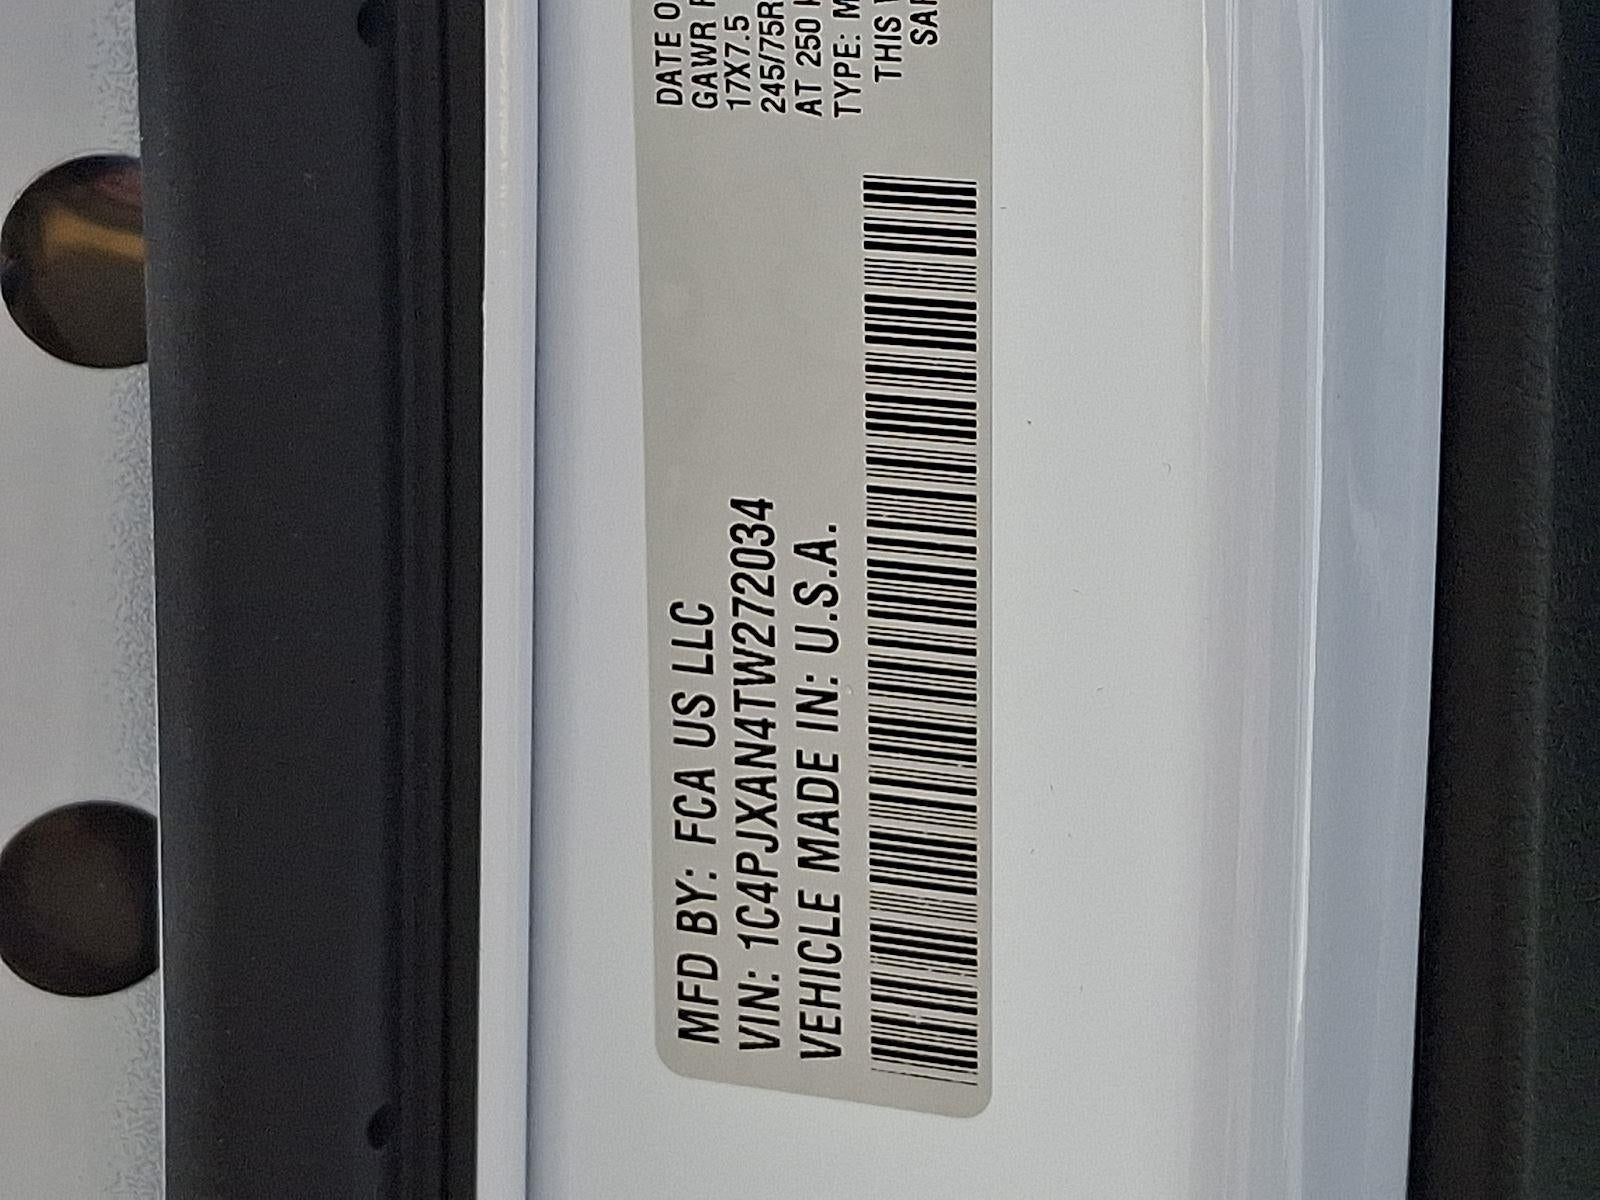 MFD BY: FCA US LLC
VIN: 1C4PJXAN4TW272034
VEHICLE MADE IN: U.S.A.
DATE O
GAWR
17X7.5
245/75R
AT 250
TYPE: M
THIS
SAF